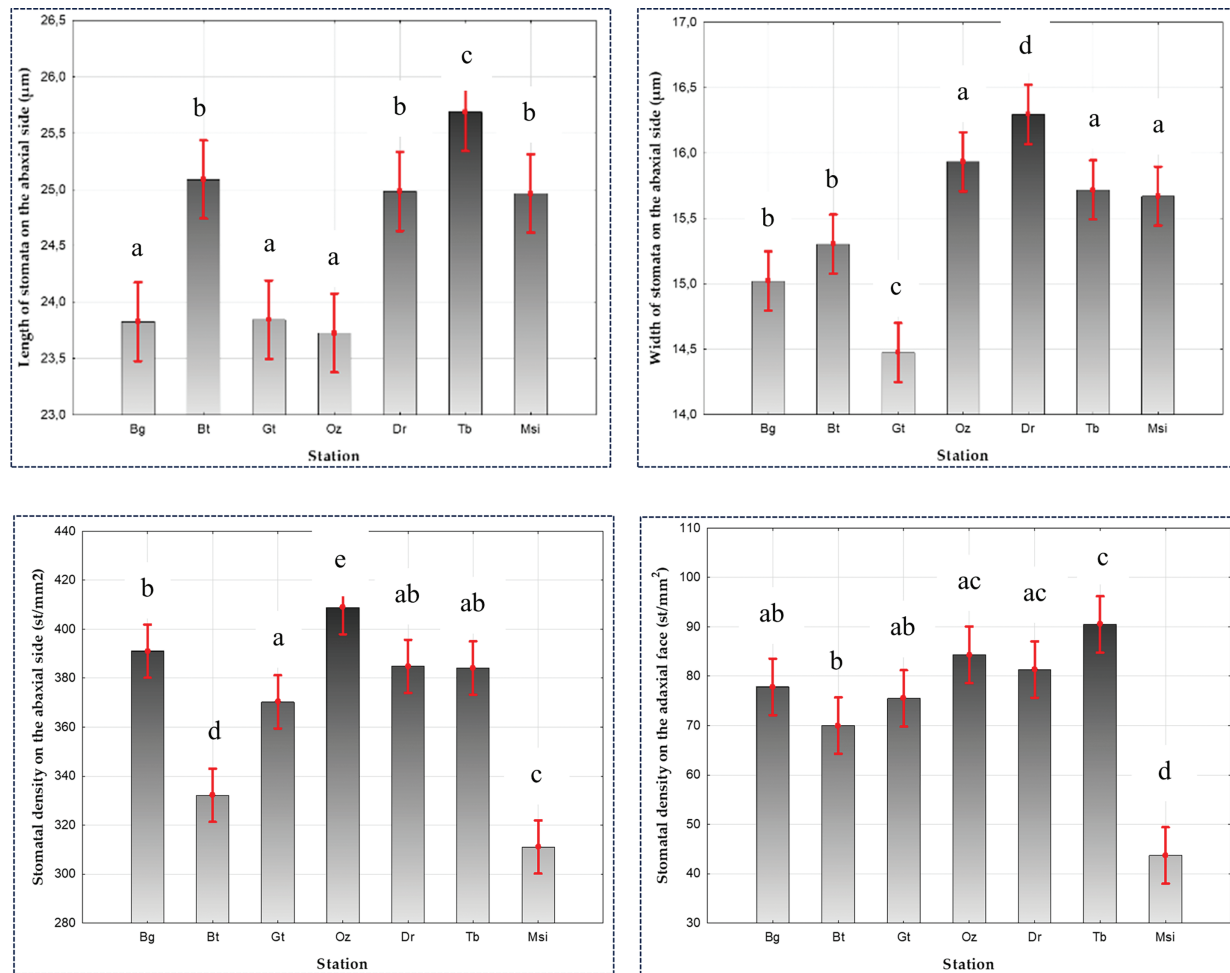 Length of stomata on the abaxial side (µm)
26,5
26,0
25,5
25,0
24,5
24,0
23,5
23,0
a
b
a
a
b
c
b
Bg Bt Gt Oz Dr Tb Msi
Station
Width of stomata on the abaxial side (µm)
17,0
16,5
16,0
15,5
15,0
14,5
14,0
b
b
c
a
d
a
a
Bg Bt Gt Oz Dr Tb Msi
Station
Stomatal density on the abaxial side (st/mm2)
440
420
400
380
360
340
320
300
280
b
d
a
e
ab
ab
c
Bg Bt Gt Oz Dr Tb Msi
Station
Stomatal density on the adaxial face (st/mm²)
110
100
90
80
70
60
50
40
30
ab
b
ab
ac
ac
c
d
Bg Bt Gt Oz Dr Tb Msi
Station